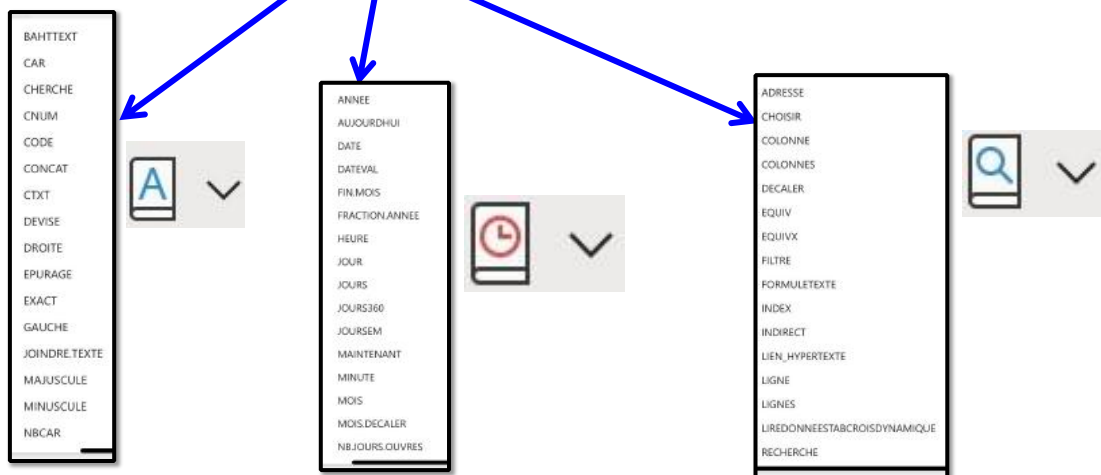 BAHTTEXT
CAR
CHERCHE
CNUM
CODE
CONCAT
CTXT
DEVISE
DROITE
EPURAGE
EXACT
GAUCHE
JOINDRE.TEXTE
MAJUSCULE
MINUSCULE
NBCAR
A
ANNEE
AUJOURDHUI
DATE
DATEVAL
FIN.MOIS
FRACTION.ANNEE
HEURE
JOUR
JOURS
JOURS360
JOURSEM
MAINTENANT
MINUTE
MOIS
MOIS.DECALER
NB.JOURS.OUVRES
ADRESSE
CHOISIR
COLONNE
COLONNES
DECALER
EQUIV
EQUIVX
FILTRE
FORMULETEXTE
INDEX
INDIRECT
LIEN_HYPERTEXTE
LIGNE
LIGNES
LIREDONNEESTABCROISDYNAMIQUE
RECHERCHE